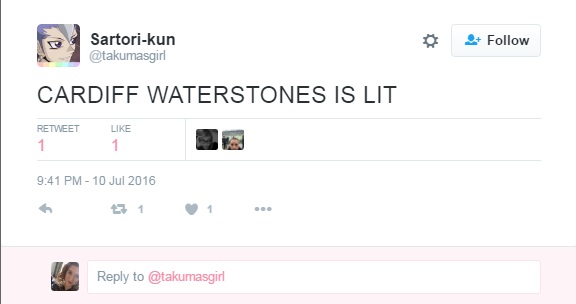 Sartori-kun
@takumasgirl
Follow
CARDIFF WATERSTONES IS LIT
RETWEET LIKE
1 1
9:41 PM - 10 Jul 2016
1 1
Reply to @takumasgirl